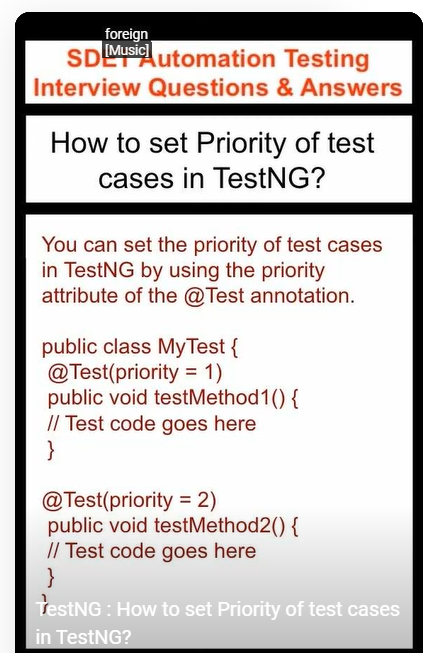 foreign
[Music]
SDET Automation Testing
Interview Questions & Answers
How to set Priority of test
cases in TestNG?
You can set the priority of test cases
in TestNG by using the priority
attribute of the @Test annotation.
public class MyTest {
@Test(priority = 1)
public void testMethod1() {
// Test code goes here
}
@Test(priority = 2)
public void testMethod2() {
// Test code goes here
}
}
TestNG : How to set Priority of test cases
in TestNG?